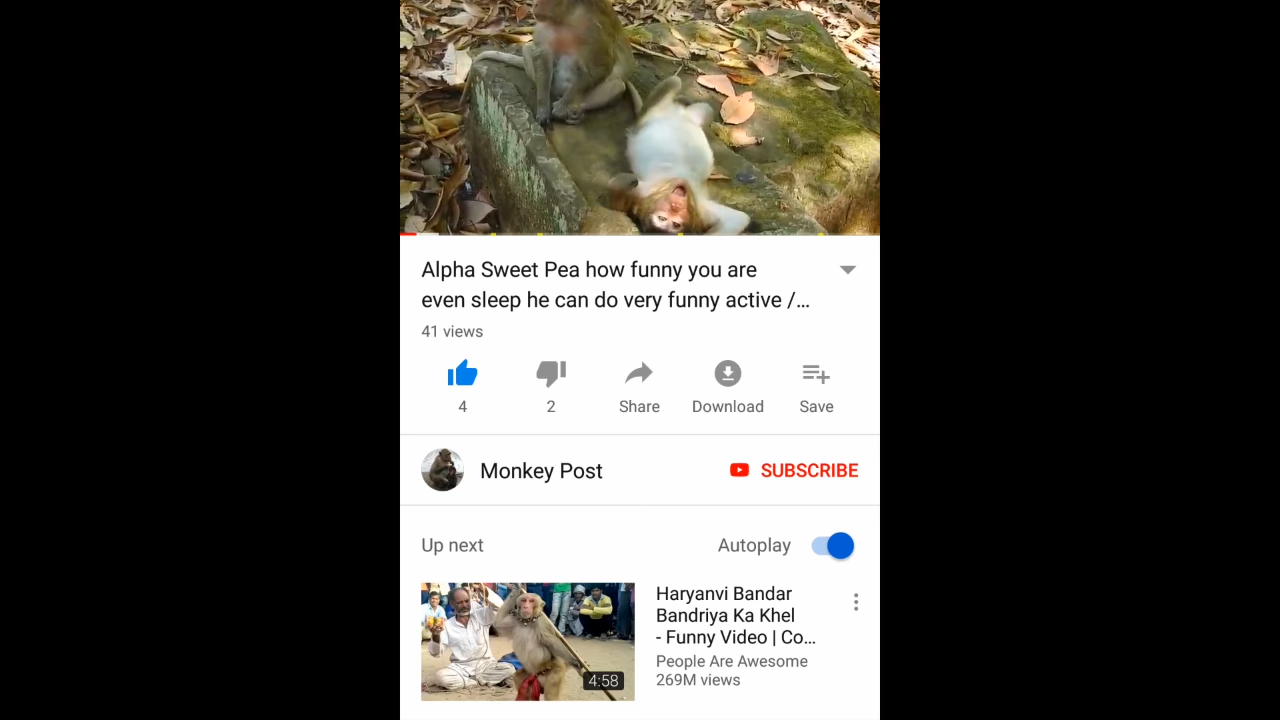 Alpha Sweet Pea how funny you are
even sleep he can do very funny active /...
41 views
4
2
Share
Download
Save
Monkey Post
SUBSCRIBE
Up next
Autoplay
4:58
Haryanvi Bandar
Bandriya Ka Khel
- Funny Video | Co...
People Are Awesome
269M views